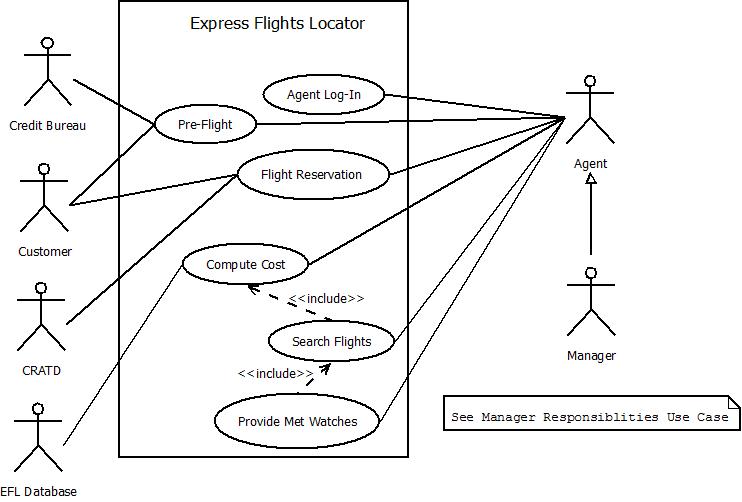 Express Flights Locator
Agent Log-In
Credit Bureau
Pre-Flight
Agent
Flight Reservation
Customer
Compute Cost
<<include>>
CRATD
Search Flights
Manager
<<include>>
Provide Met Watches
See Manager Responsiblities Use Case
EFL Database